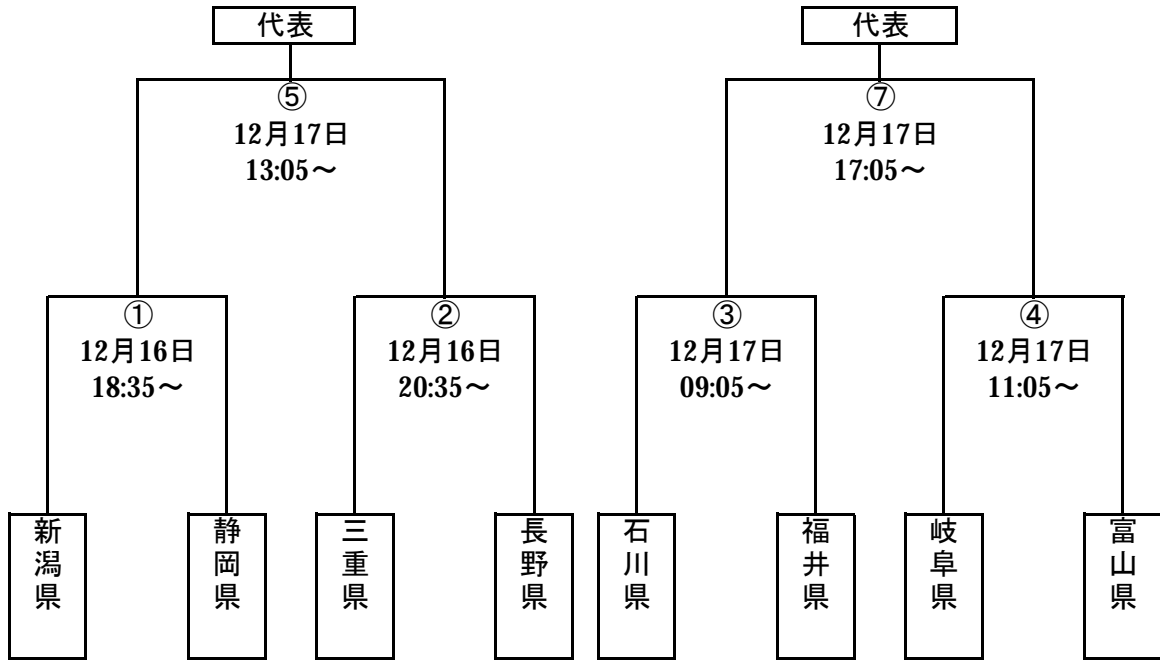 代表
代表
⑤
12月17日
13:05～
⑦
12月17日
17:05～
①
12月16日
18:35～
②
12月16日
20:35～
③
12月17日
09:05～
④
12月17日
11:05～
新潟県
静岡県
三重県
長野県
石川県
福井県
岐阜県
富山県